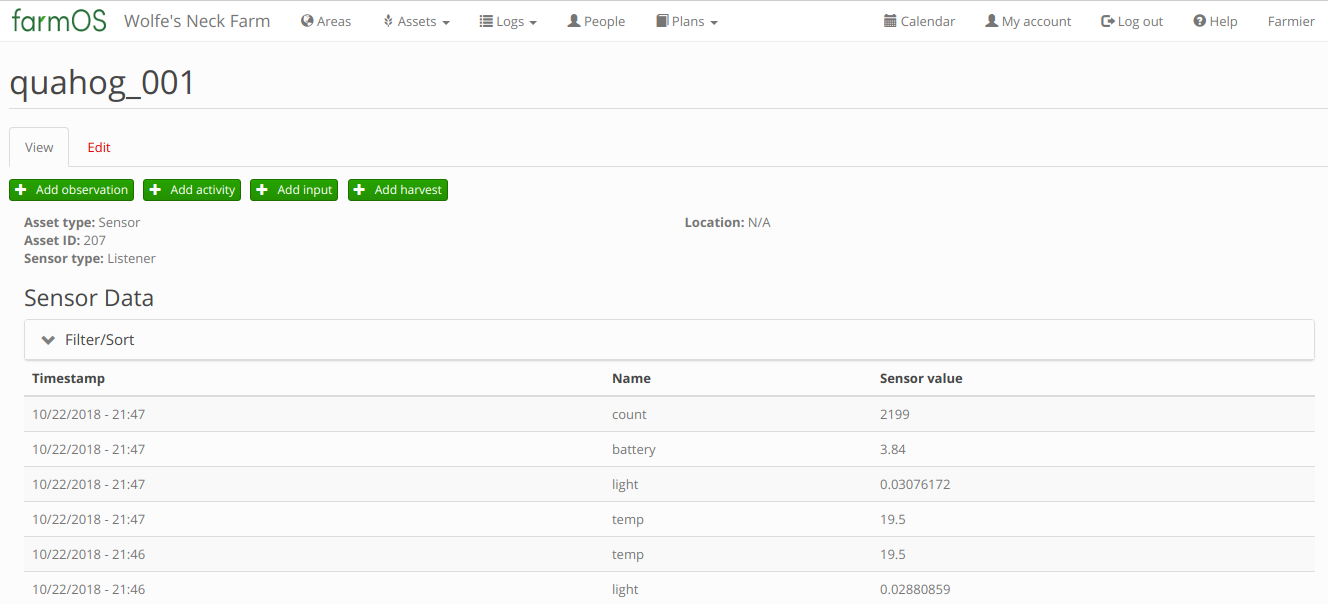 farmOS Wolfe's Neck Farm Areas Assets Logs People Plans Calendar My account Log out Help Farmier
quahog_001
View Edit
Add observation Add activity Add input Add harvest
Asset type: Sensor Location: N/A
Asset ID: 207
Sensor type: Listener
Sensor Data
Filter/Sort
Timestamp Name Sensor value
10/22/2018 - 21:47 count 2199
10/22/2018 - 21:47 battery 3.84
10/22/2018 - 21:47 light 0.03076172
10/22/2018 - 21:47 temp 19.5
10/22/2018 - 21:46 temp 19.5
10/22/2018 - 21:46 light 0.02880859